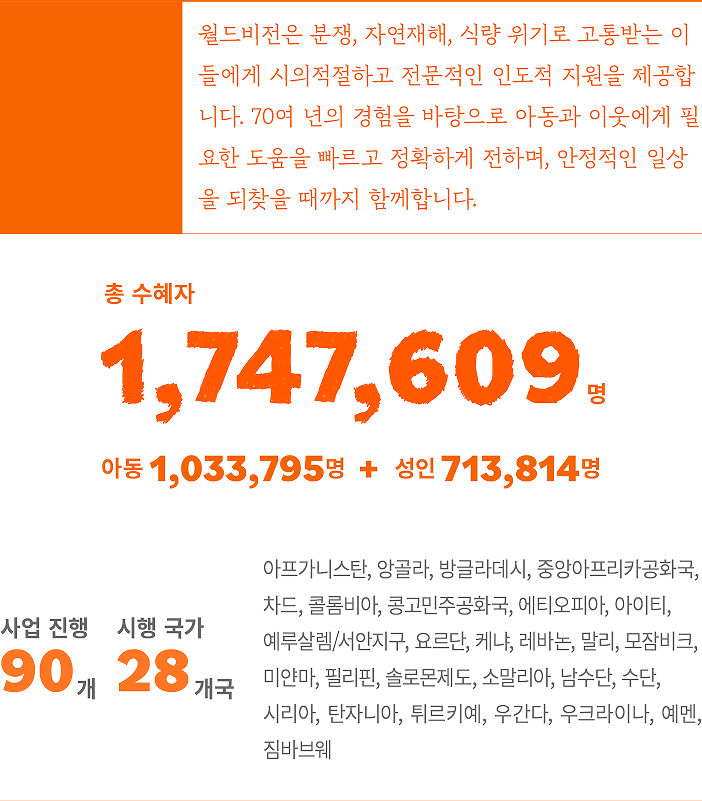 월드비전은 분쟁, 자연재해, 식량 위기로 고통받는 이
들에게 시의적절하고 전문적인 인도적 지원을 제공합
니다. 70여 년의 경험을 바탕으로 아동과 이웃에게 필
요한 도움을 빠르고 정확하게 전하며, 안정적인 일상
을 되찾을 때까지 함께합니다.
총 수혜자
1,747,609명
아동 1,033,795명 + 성인 713,814명
사업 진행
90개
시행 국가
28개국
아프가니스탄, 앙골라, 방글라데시, 중앙아프리카공화국,
차드, 콜롬비아, 콩고민주공화국, 에티오피아, 아이티,
예루살렘/서안지구, 요르단, 케냐, 레바논, 말리, 모잠비크,
미얀마, 필리핀, 솔로몬제도, 소말리아, 남수단, 수단,
시리아, 탄자니아, 튀르키예, 우간다, 우크라이나, 예멘,
짐바브웨